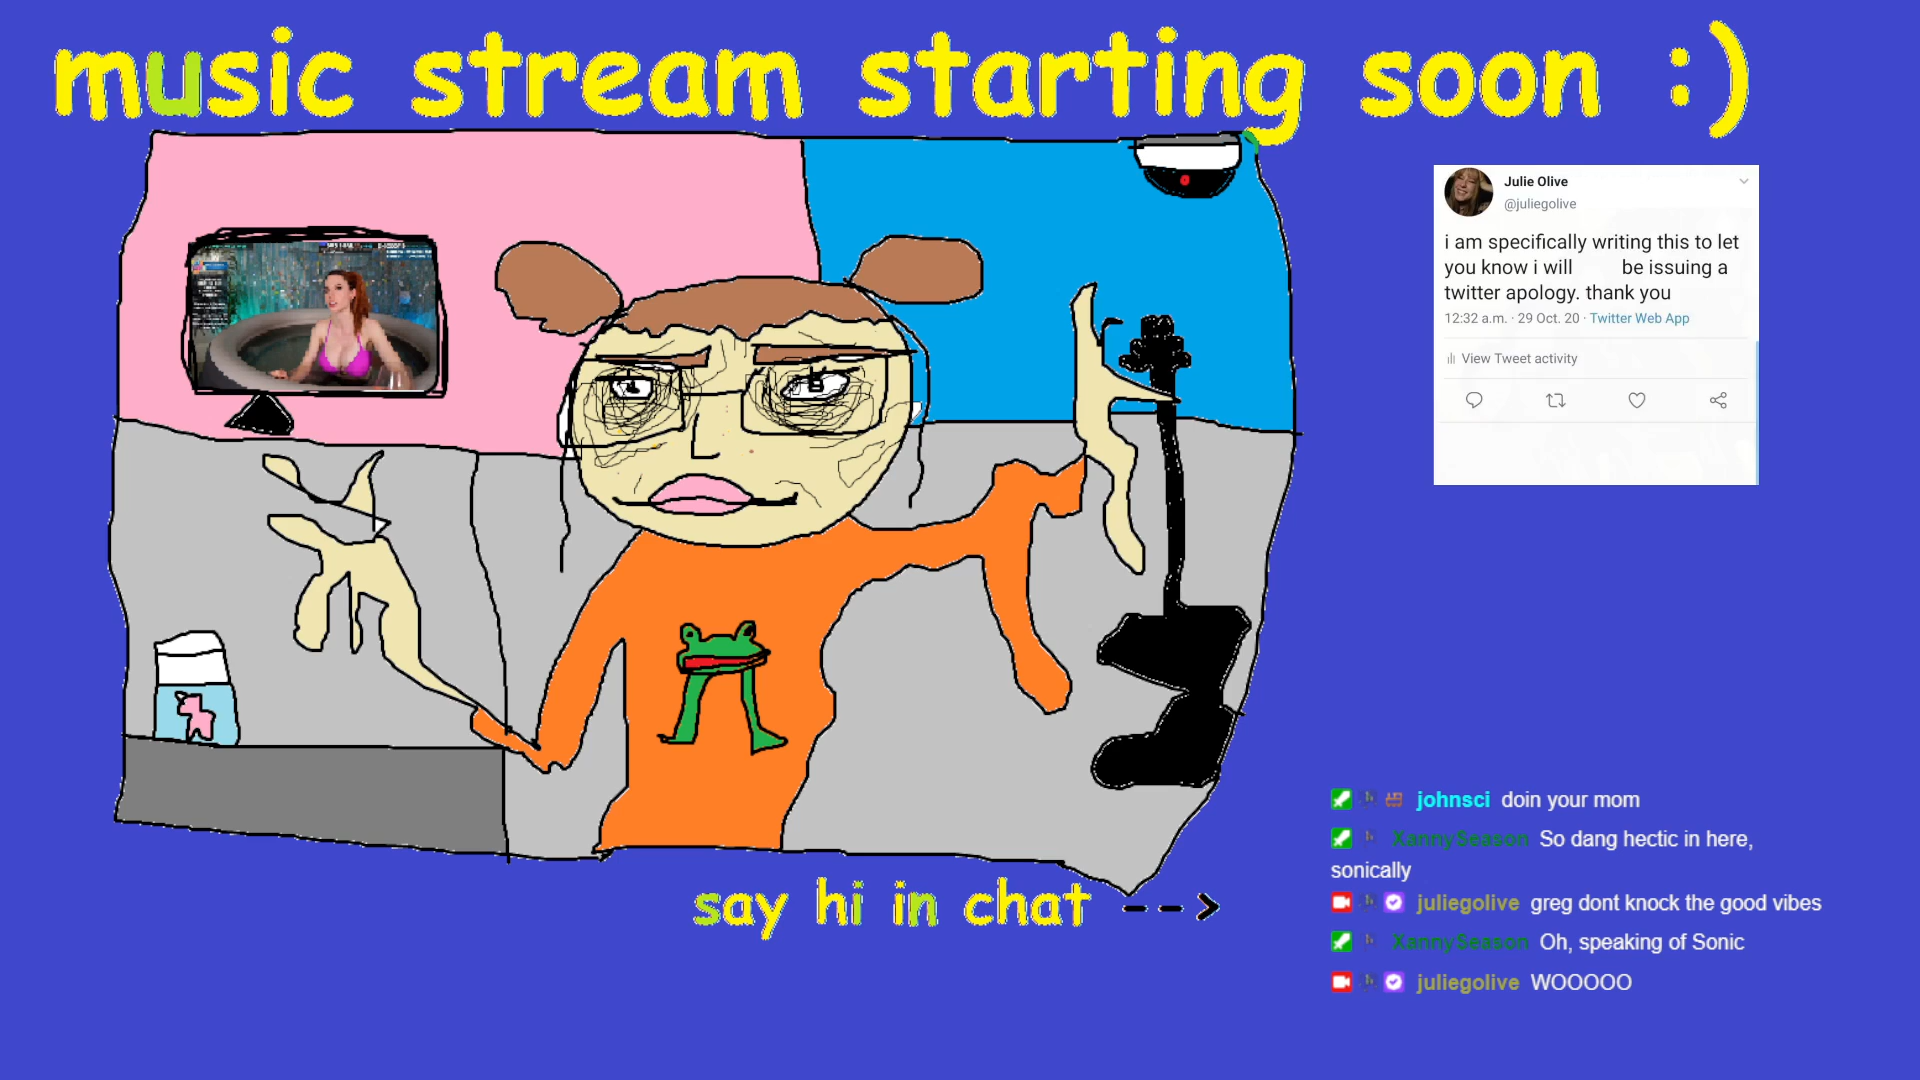 music stream starting soon :)
Julie Olive
@juliegolive
i am specifically writing this to let
you know i will be issuing a
twitter apology. thank you
12:32 a.m. · 29 Oct. 20 · Twitter Web App
View Tweet activity
johnsci doin your mom
XannySeason So dang hectic in here,
sonically
juliegolive greg dont knock the good vibes
XannySeason Oh, speaking of Sonic
juliegolive WOOOOO
say hi in chat -->